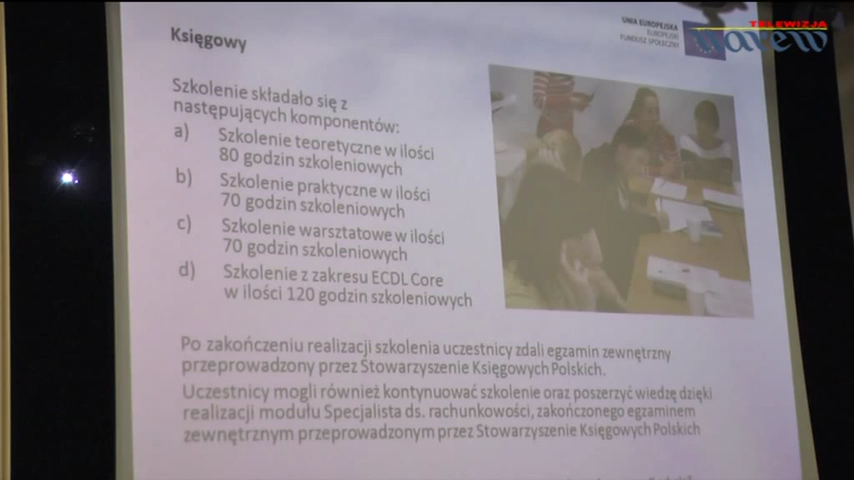 Księgowy
UNIA EUROPEJSKA
EUROPEJSKI
FUNDUSZ SPOŁECZNY
TELEWIZJA
Szkolenie składało się z
następujących komponentów:
a) Szkolenie teoretyczne w ilości
80 godzin szkoleniowych
b) Szkolenie praktyczne w ilości
70 godzin szkoleniowych
c) Szkolenie warsztatowe w ilości
70 godzin szkoleniowych
d) Szkolenie z zakresu ECDL Core
w ilości 120 godzin szkoleniowych
Po zakończeniu realizacji szkolenia uczestnicy zdali egzamin zewnętrzny
przeprowadzony przez Stowarzyszenie Księgowych Polskich.
Uczestnicy mogli również kontynuować szkolenie oraz poszerzyć wiedzę dzięki
realizacji modułu Specjalista ds. rachunkowości, zakończonego egzaminem
zewnętrznym przeprowadzonym przez Stowarzyszenie Księgowych Polskich